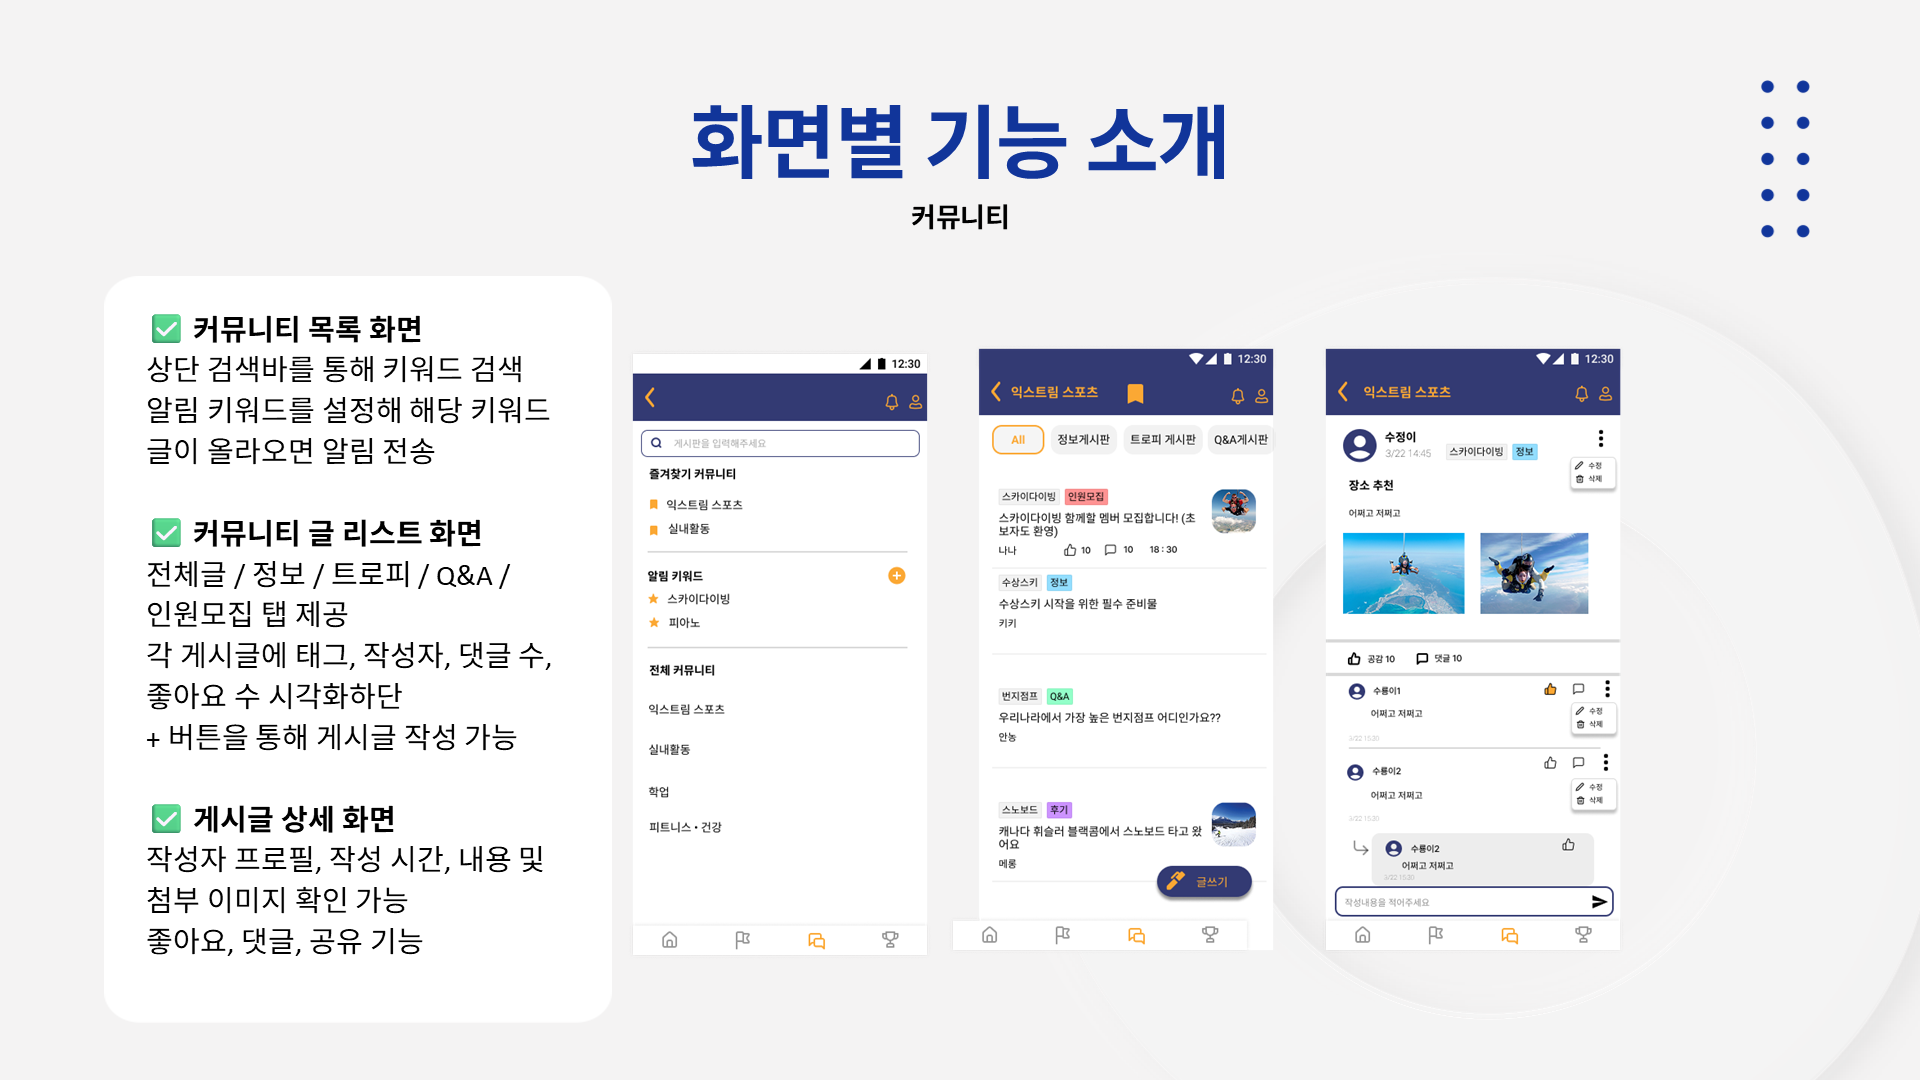 화면별 기능 소개
커뮤니티
✅ 커뮤니티 목록 화면
상단 검색바를 통해 키워드 검색
알림 키워드를 설정해 해당 키워드
글이 올라오면 알림 전송
✅ 커뮤니티 글 리스트 화면
전체글 / 정보 / 트로피 / Q&A /
인원모집 탭 제공
각 게시글에 태그, 작성자, 댓글 수,
좋아요 수 시각화하단
+ 버튼을 통해 게시글 작성 가능
✅ 게시글 상세 화면
작성자 프로필, 작성 시간, 내용 및
첨부 이미지 확인 가능
좋아요, 댓글, 공유 기능
12:30
게시판을 입력해주세요
즐겨찾기 커뮤니티
익스트림 스포츠
실내활동
알림 키워드
스카이다이빙
피아노
전체 커뮤니티
익스트림 스포츠
실내활동
학업
피트니스 • 건강
12:30
익스트림 스포츠
All 정보게시판 트로피 게시판 Q&A게시판
스카이다이빙 인원모집
스카이다이빙 함께할 멤버 모집합니다! (초
보자도 환영)
나나 10 10 18 : 30
수상스키 정보
수상스키 시작을 위한 필수 준비물
키키
번지점프 Q&A
우리나라에서 가장 높은 번지점프 어디인가요??
안농
스노보드 후기
캐나다 휘슬러 블랙콤에서 스노보드 타고 왔
어요
메롱
글쓰기
12:30
익스트림 스포츠
수정이
3/22 14:45 스카이다이빙 정보
수정
삭제
장소 추천
어쩌고 저쩌고
공감 10 댓글 10
수룡이1
수정
삭제
어쩌고 저쩌고
3/22 15:30
수룡이2
수정
삭제
어쩌고 저쩌고
3/22 15:30
수룡이2
어쩌고 저쩌고
3/22 15:30
작성내용을 적어주세요